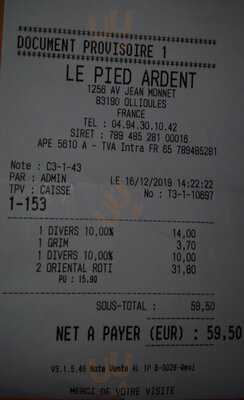 DOCUMENT PROVISOIRE 1
LE PIED ARDENT
1256 AV JEAN MONNET
83190 OLLIOULES
FRANCE
TEL : 04.94.30.10.42
SIRET : 789 485 281 00016
APE 5610 A - TVA Intra FR 65 789485281
Note : C3-1-43
PAR : ADMIN LE 16/12/2019 14:22:22
TPV : CAISSE No : T3-1-10697
1-153
1 DIVERS 10,00% 14,00
1 GRIM 3,70
1 DIVERS 10,00% 10,00
2 ORIENTAL ROTI 31,80
PU : 15.90
SOUS-TOTAL : 59,50
NET A PAYER (EUR) : 59,50
MERCI DE VOTRE VISITE